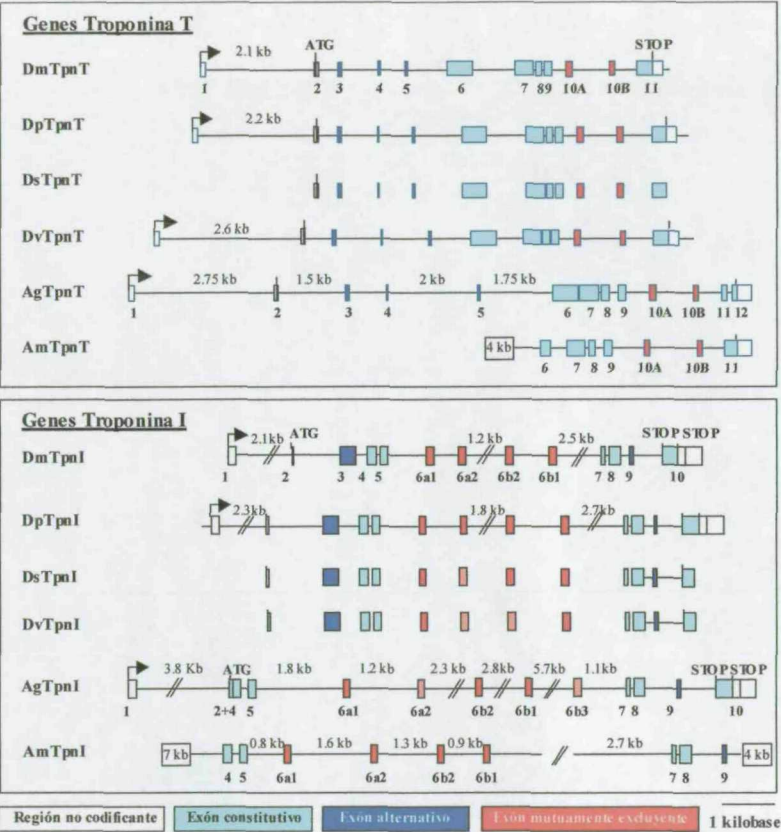 Genes Troponina T
2.1 kb ATG STOP
DmTpnT
1 2 3 4 5 6 7 8 9 10A 10B 11
2.2 kb
DpTpnT
DsTpnT
2.6 kb
DvTpnT
2.75 kb 1.5 kb 2 kb 1.75 kb
AgTpnT
1 2 3 4 5 6 7 8 9 10A 10B 11 12
AmTpnT 4 kb
6 7 8 9 10A 10B 11
Genes Troponina I
2.1kb ATG 1.2 kb 2.5 kb STOP STOP
DmTpnI
1 2 3 4 5 6a1 6a2 6b2 6b1 7 8 9 10
2.3kb 1.8 kb 2.7kb
DpTpnI
DsTpnI
DvTpnI
3.8 Kb ATG 1.8 kb 1.2 kb 2.3 kb 2.8kb 5.7kb 1.1kb STOP STOP
AgTpnI
1 2+4 5 6a1 6a2 6b2 6b1 6b3 7 8 9 10
0.8 kb 1.6 kb 1.3 kb 0.9 kb 2.7 kb
AmTpnI 7 kb 4 kb
4 5 6a1 6a2 6b2 6b1 7 8 9
Región no codificante Exón constitutivo Exón alternativo Exón mutuamente excluyente 1 kilobase